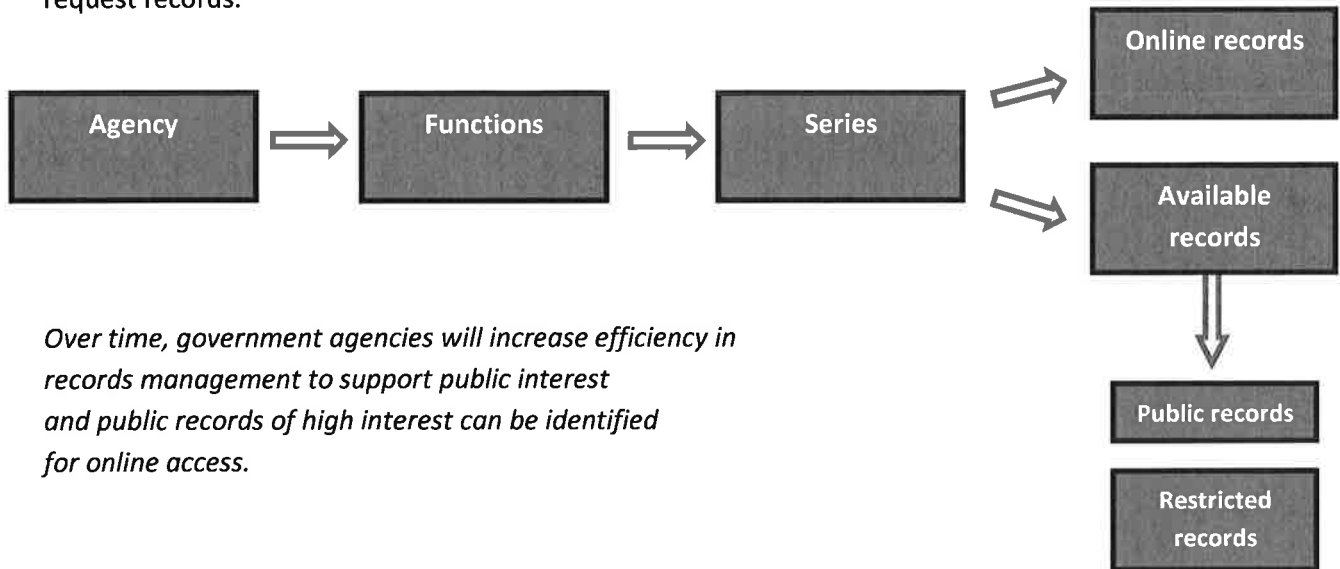 request records.
Online records
Agency
Functions
Series
Available
records
Over time, government agencies will increase efficiency in
records management to support public interest
and public records of high interest can be identified
for online access.
Public records
Restricted
records